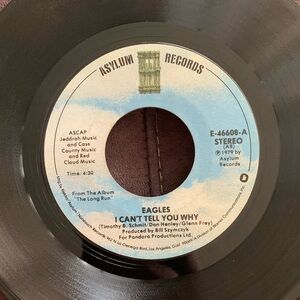 ASYLUM RECORDS
ASCAP
Jeddrah Music
and Cass
County Music
and Red
Cloud Music
Time: 4:30
From The Album
"The Long Run"
E-46608-A
STEREO
(AR)
℗ 1979 by
Asylum
Records
EAGLES
I CAN'T TELL YOU WHY
(Timothy B. Schmit/Don Henley/Glenn Frey)
Produced by Bill Szymczyk
For Pandora Productions Ltd.